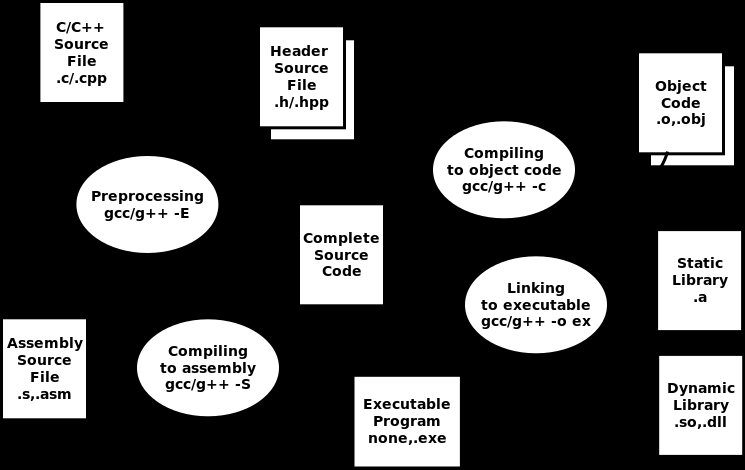 C/C++
Source
File
.c/.cpp
Header
Source
File
.h/.hpp
Object
Code
.o,.obj
Compiling
to object code
gcc/g++ -c
Preprocessing
gcc/g++ -E
Complete
Source
Code
Static
Library
.a
Linking
to executable
gcc/g++ -o ex
Assembly
Source
File
.s,.asm
Compiling
to assembly
gcc/g++ -S
Executable
Program
none,.exe
Dynamic
Library
.so,.dll